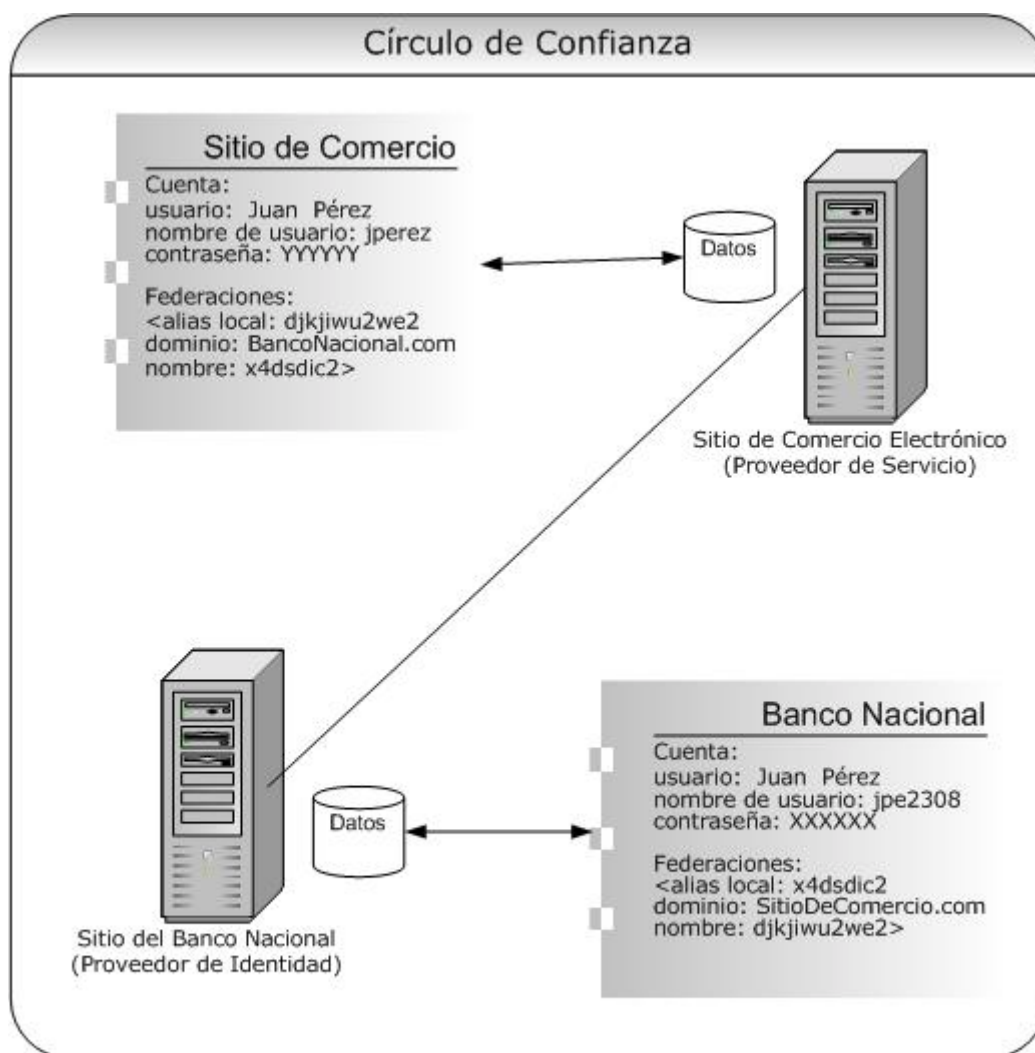 Círculo de Confianza
Sitio de Comercio
Cuenta:
usuario: Juan Pérez
nombre de usuario: jperez
contraseña: YYYYYY
Federaciones:
<alias local: djkjiwu2we2
dominio: BancoNacional.com
nombre: x4dsdic2>
Datos
Sitio de Comercio Electrónico
(Proveedor de Servicio)
Banco Nacional
Cuenta:
usuario: Juan Pérez
nombre de usuario: jpe2308
contraseña: XXXXXX
Federaciones:
<alias local: x4dsdic2
dominio: SitioDeComercio.com
nombre: djkjiwu2we2>
Datos
Sitio del Banco Nacional
(Proveedor de Identidad)